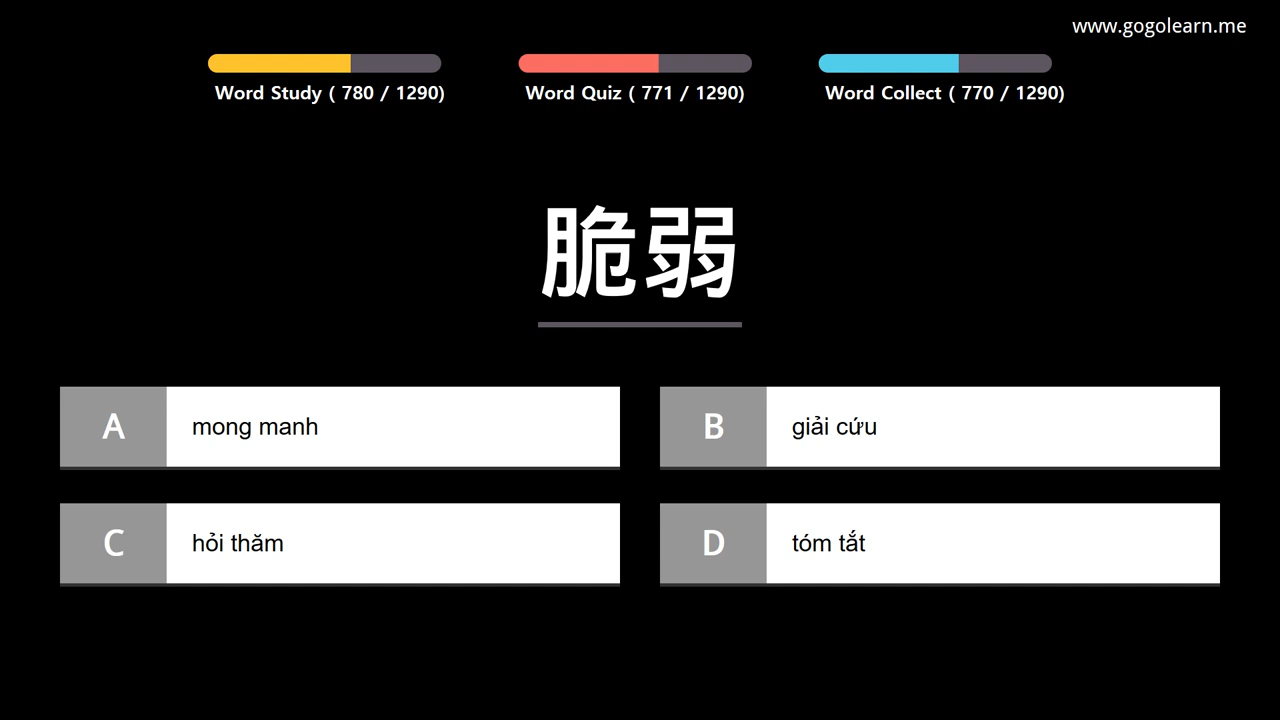 www.gogolearn.me
Word Study ( 780 / 1290)
Word Quiz ( 771 / 1290)
Word Collect ( 770 / 1290)
脆弱
A mong manh
B giải cứu
C hỏi thăm
D tóm tắt